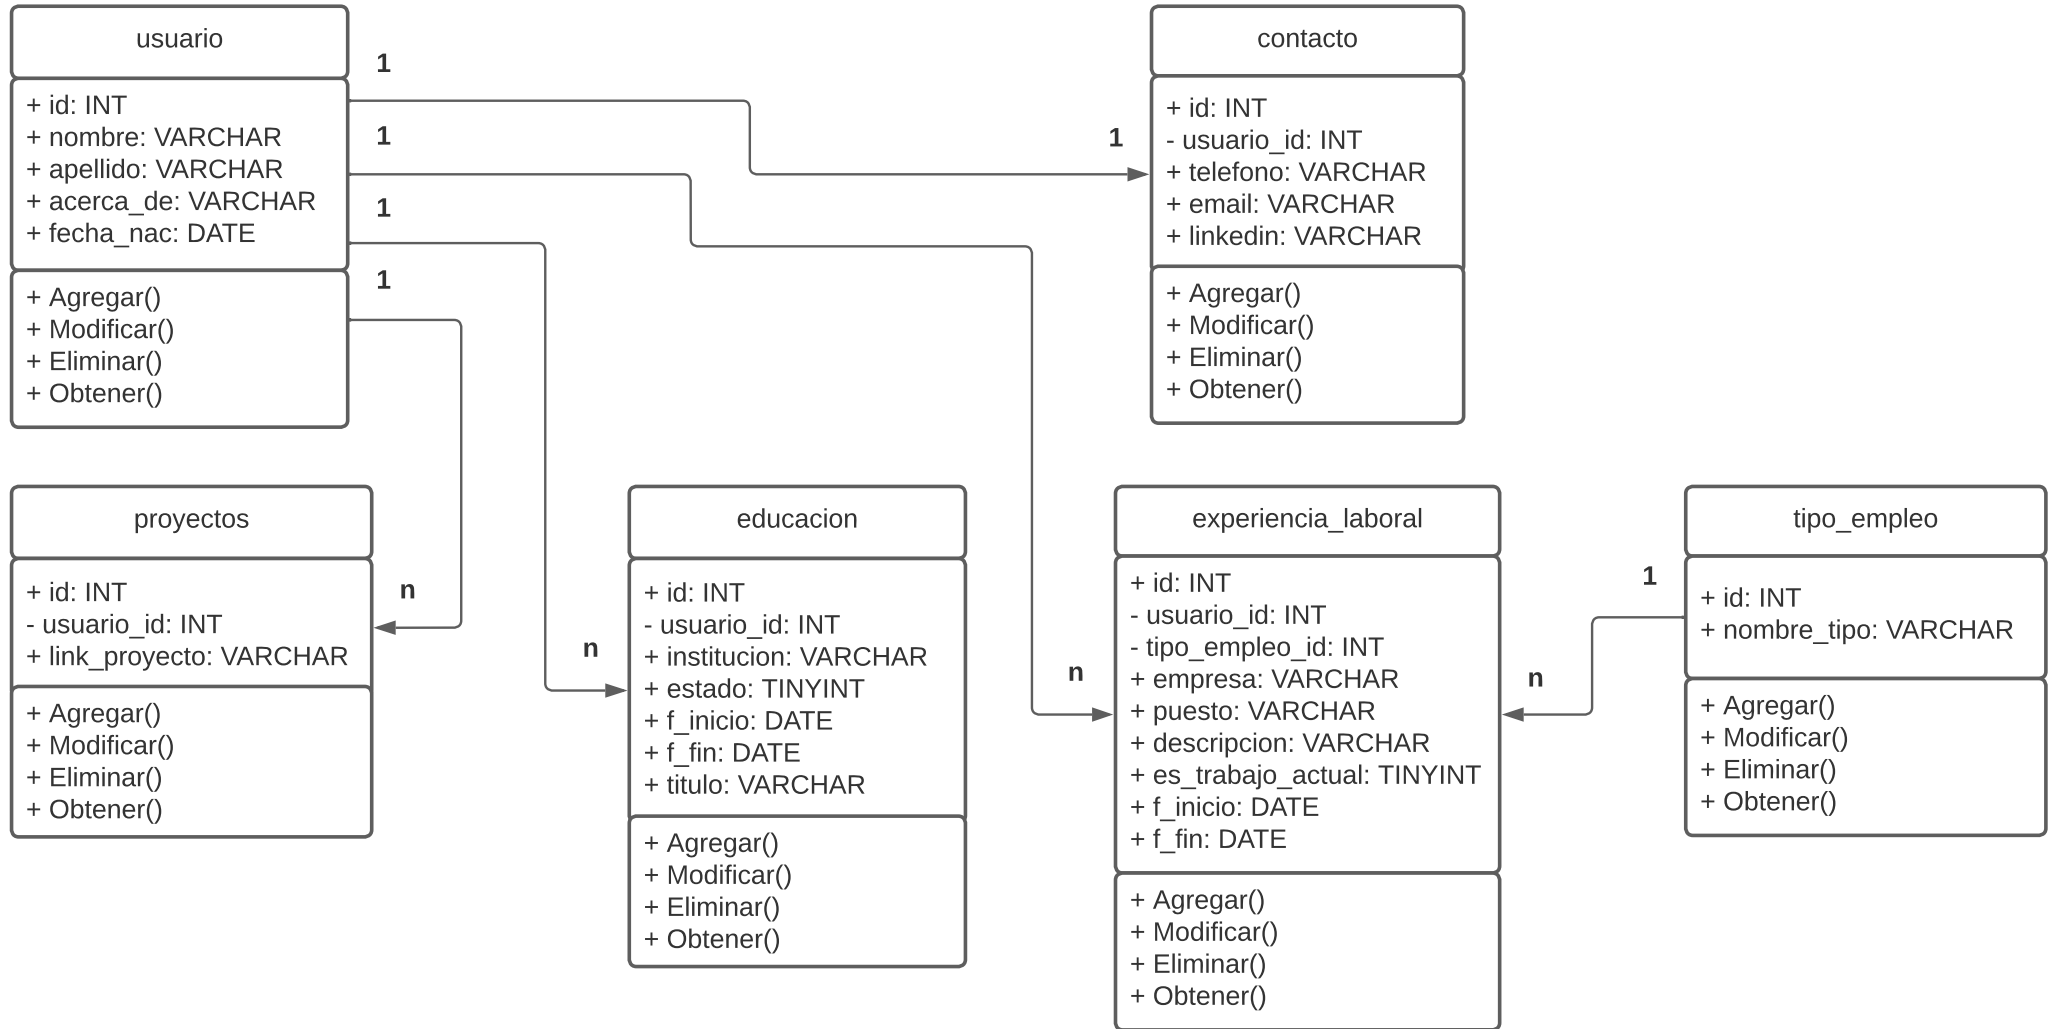 usuario
+ id: INT
+ nombre: VARCHAR
+ apellido: VARCHAR
+ acerca_de: VARCHAR
+ fecha_nac: DATE
+ Agregar()
+ Modificar()
+ Eliminar()
+ Obtener()
1
1
1
1
1
contacto
+ id: INT
- usuario_id: INT
+ telefono: VARCHAR
+ email: VARCHAR
+ linkedin: VARCHAR
+ Agregar()
+ Modificar()
+ Eliminar()
+ Obtener()
proyectos
+ id: INT
- usuario_id: INT
+ link_proyecto: VARCHAR
+ Agregar()
+ Modificar()
+ Eliminar()
+ Obtener()
n
n
educacion
+ id: INT
- usuario_id: INT
+ institucion: VARCHAR
+ estado: TINYINT
+ f_inicio: DATE
+ f_fin: DATE
+ titulo: VARCHAR
+ Agregar()
+ Modificar()
+ Eliminar()
+ Obtener()
n
experiencia_laboral
+ id: INT
- usuario_id: INT
- tipo_empleo_id: INT
+ empresa: VARCHAR
+ puesto: VARCHAR
+ descripcion: VARCHAR
+ es_trabajo_actual: TINYINT
+ f_inicio: DATE
+ f_fin: DATE
+ Agregar()
+ Modificar()
+ Eliminar()
+ Obtener()
n
1
tipo_empleo
+ id: INT
+ nombre_tipo: VARCHAR
+ Agregar()
+ Modificar()
+ Eliminar()
+ Obtener()